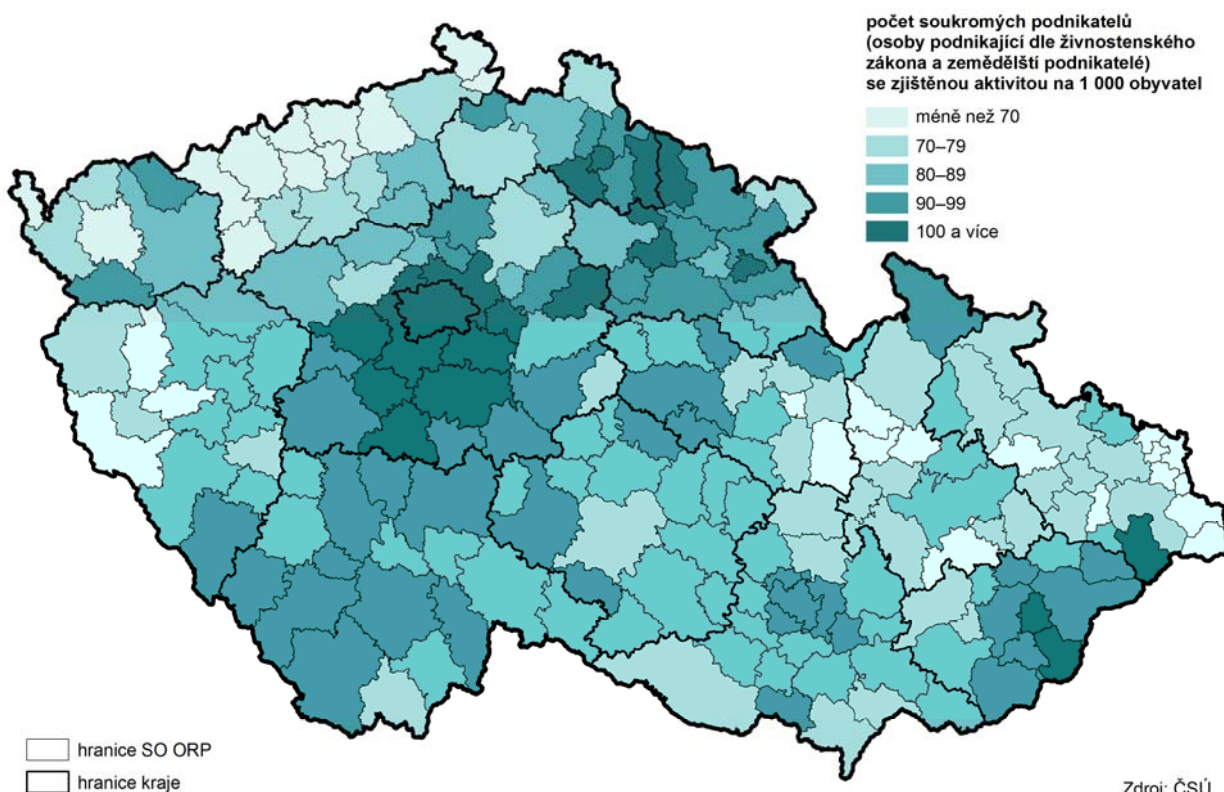 počet soukromých podnikatelů
(osoby podnikající dle živnostenského
zákona a zemědělští podnikatelé)
se zjištěnou aktivitou na 1 000 obyvatel
méně než 70
70–79
80–89
90–99
100 a více
hranice SO ORP
hranice kraje
Zdroj: ČSÚ